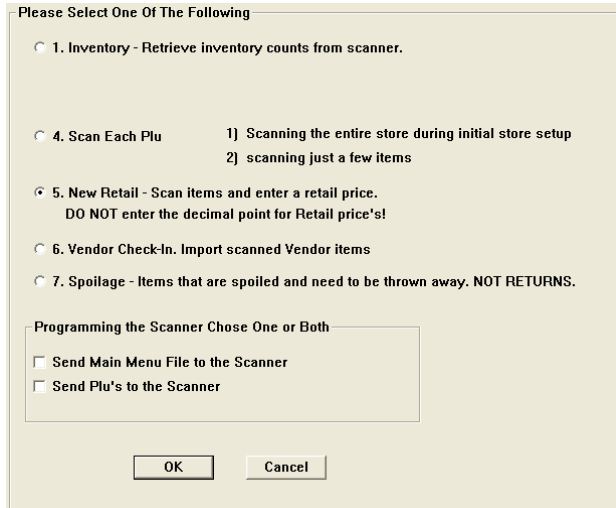 Please Select One Of The Following
1. Inventory - Retrieve inventory counts from scanner.
4. Scan Each Plu
1) Scanning the entire store during initial store setup
2) scanning just a few items
5. New Retail - Scan items and enter a retail price.
DO NOT enter the decimal point for Retail price's!
6. Vendor Check-In. Import scanned Vendor items
7. Spoilage - Items that are spoiled and need to be thrown away. NOT RETURNS.
Programming the Scanner Chose One or Both
Send Main Menu File to the Scanner
Send Plu's to the Scanner
OK
Cancel